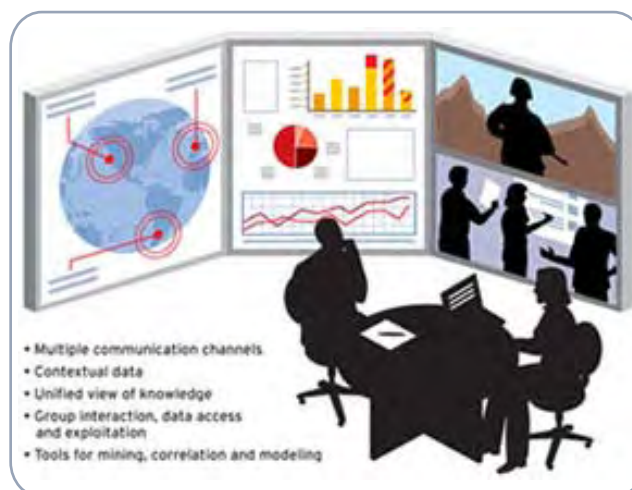 • Multiple communication channels
• Contextual data
• Unified view of knowledge
• Group interaction, data access
and exploitation
• Tools for mining, correlation and modeling